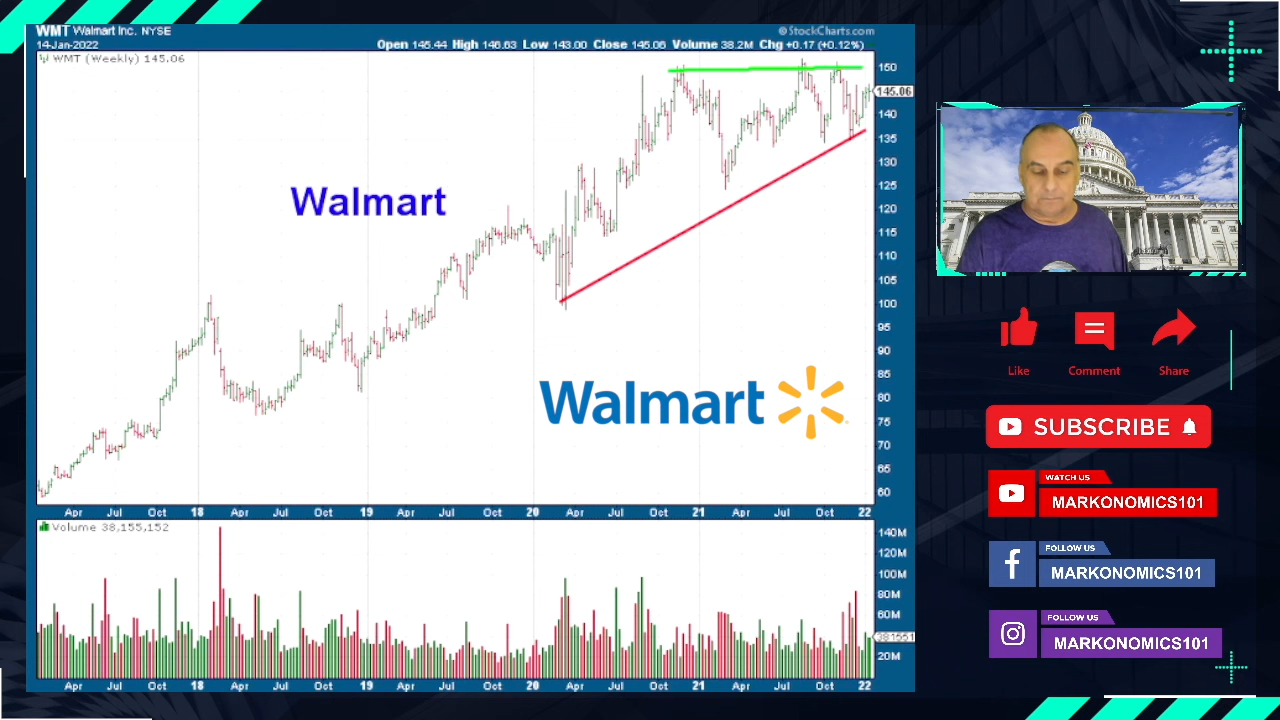 WMT Walmart Inc. NYSE
©StockCharts.com
14-Jan-2022
Open 145.44 High 146.63 Low 143.00 Close 145.06 Volume 38.2M Chg +0.17 (+0.12%)
WMT (Weekly) 145.06
150
145.06
140
135
130
125
120
115
110
105
100
95
90
85
80
75
70
65
60
Walmart
Walmart
Apr Jul Oct 18 Apr Jul Oct 19 Apr Jul Oct 20 Apr Jul Oct 21 Apr Jul Oct 22
Volume 38,155,152
140M
120M
100M
80M
60M
3815515
20M
Apr Jul Oct 18 Apr Jul Oct 19 Apr Jul Oct 20 Apr Jul Oct 21 Apr Jul Oct 22
Like Comment Share
SUBSCRIBE
WATCH US
MARKONOMICS101
FOLLOW US
MARKONOMICS101
FOLLOW US
MARKONOMICS101